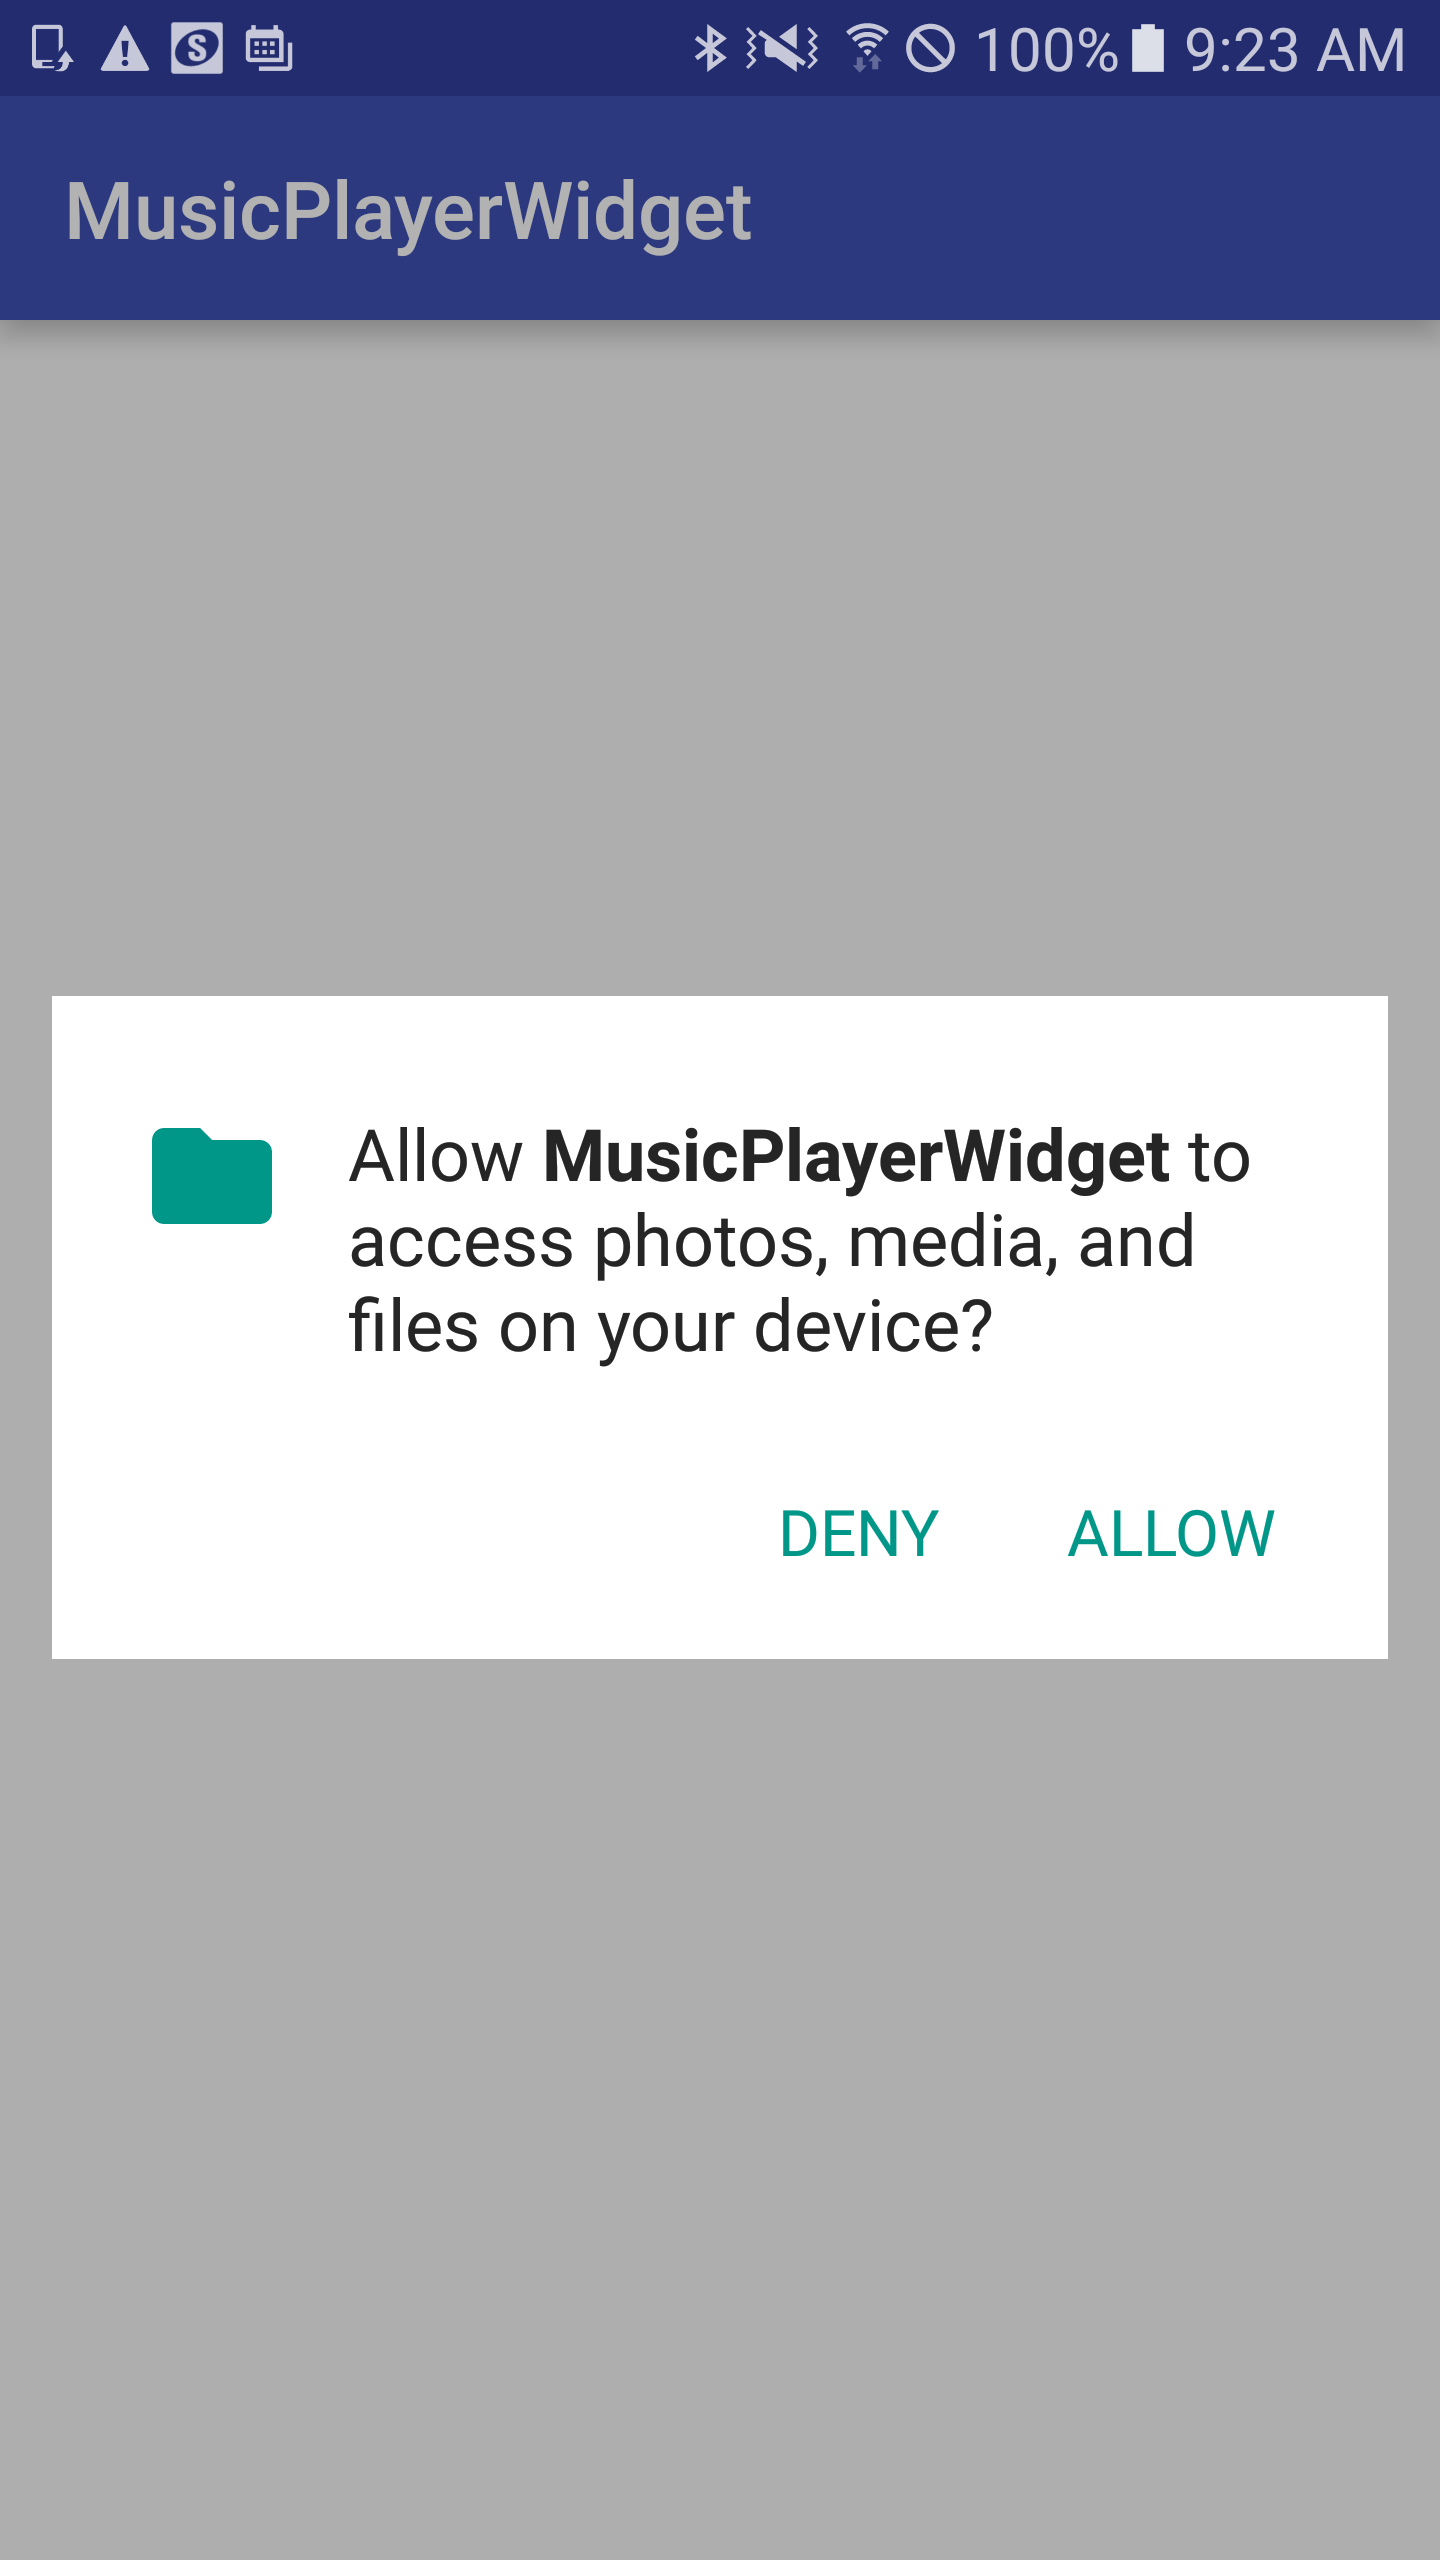 S 100% 9:23 AM
MusicPlayerWidget
Allow MusicPlayerWidget to
access photos, media, and
files on your device?
DENY ALLOW